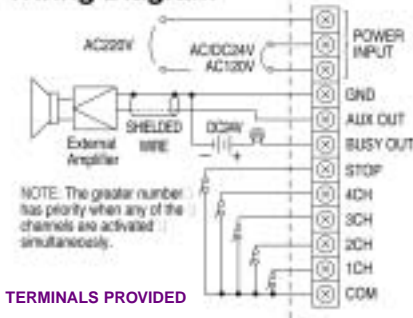 AC220V
AC/DC24V
AC120V
POWER
INPUT
GND
AUX OUT
BUSY OUT
STOP
4CH
3CH
2CH
1CH
COM
External
Amplifier
SHIELDED
WIRE
DC24V
NOTE: The greater number
has priority when any of the
channels are activated
simultaneously.
TERMINALS PROVIDED